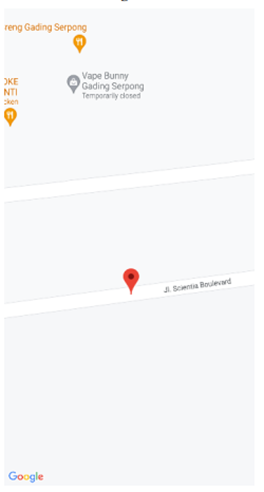 reng Gading Serpong
Vape Bunny
Gading Serpong
Temporarily closed
OKE
NTI
cken
Jl. Scientia Boulevard
Google